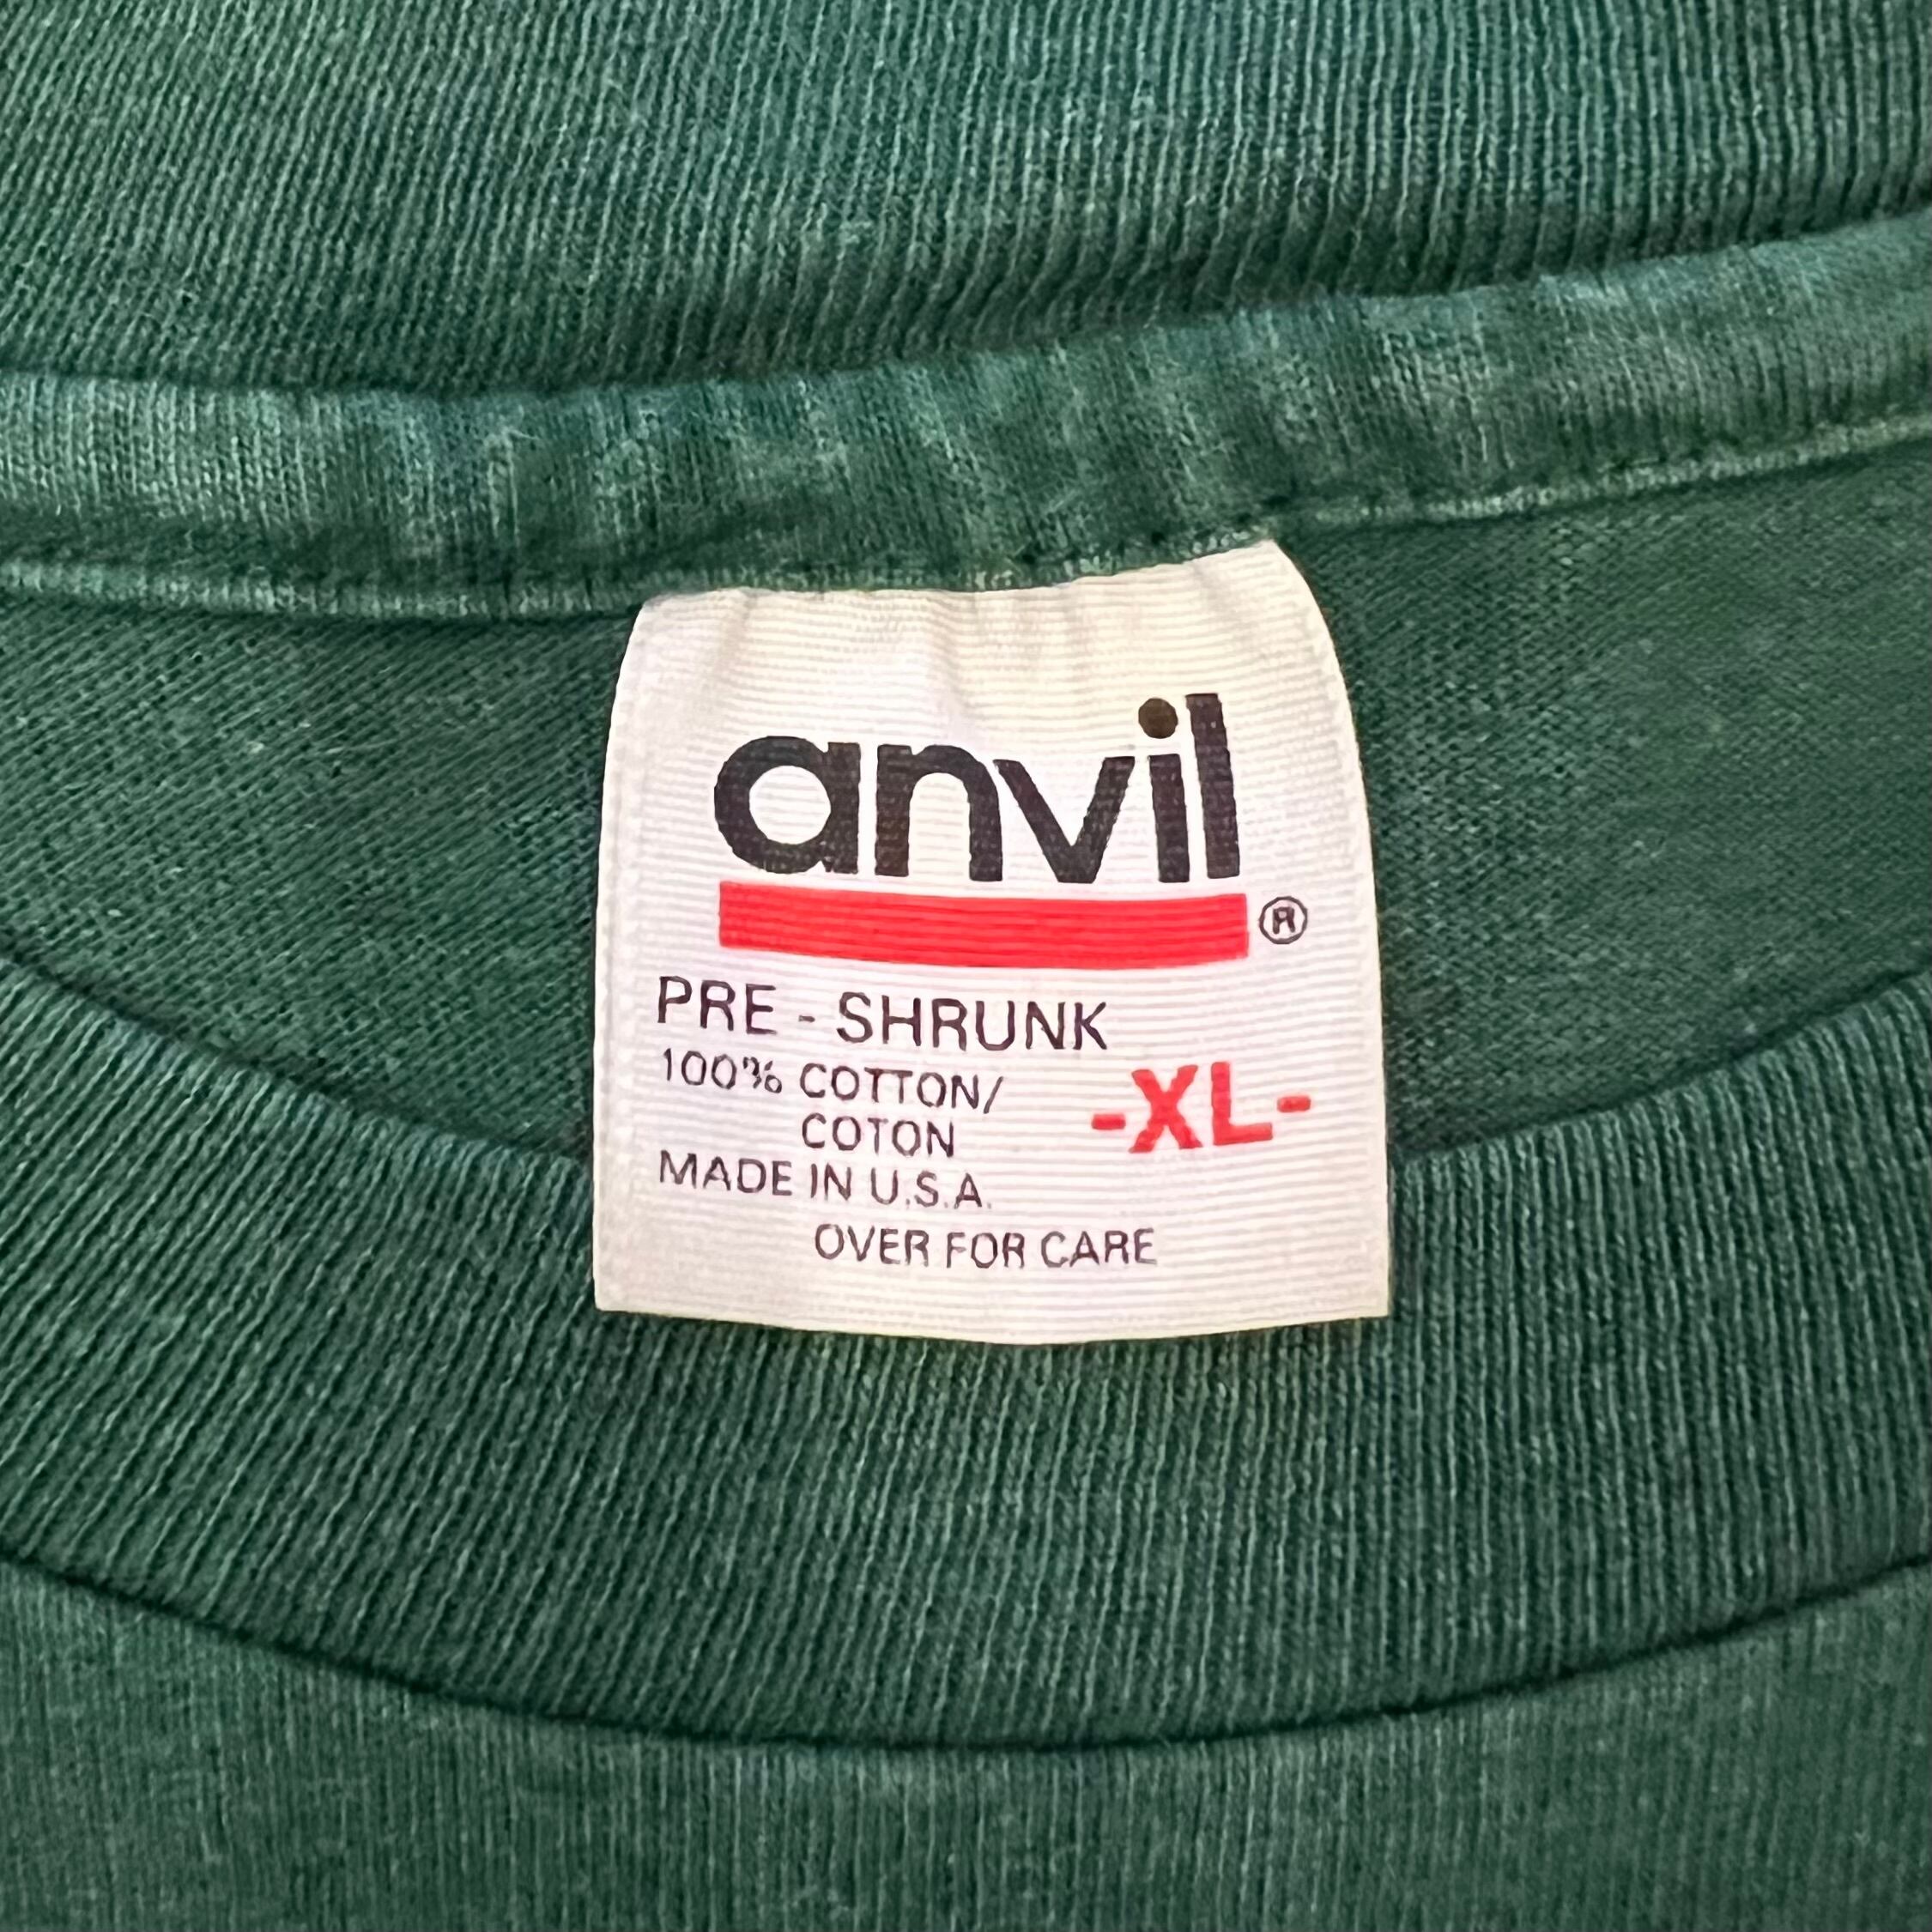 anvil
®
PRE - SHRUNK
100% COTTON/
COTON
-XL-
MADE IN U.S.A.
OVER FOR CARE